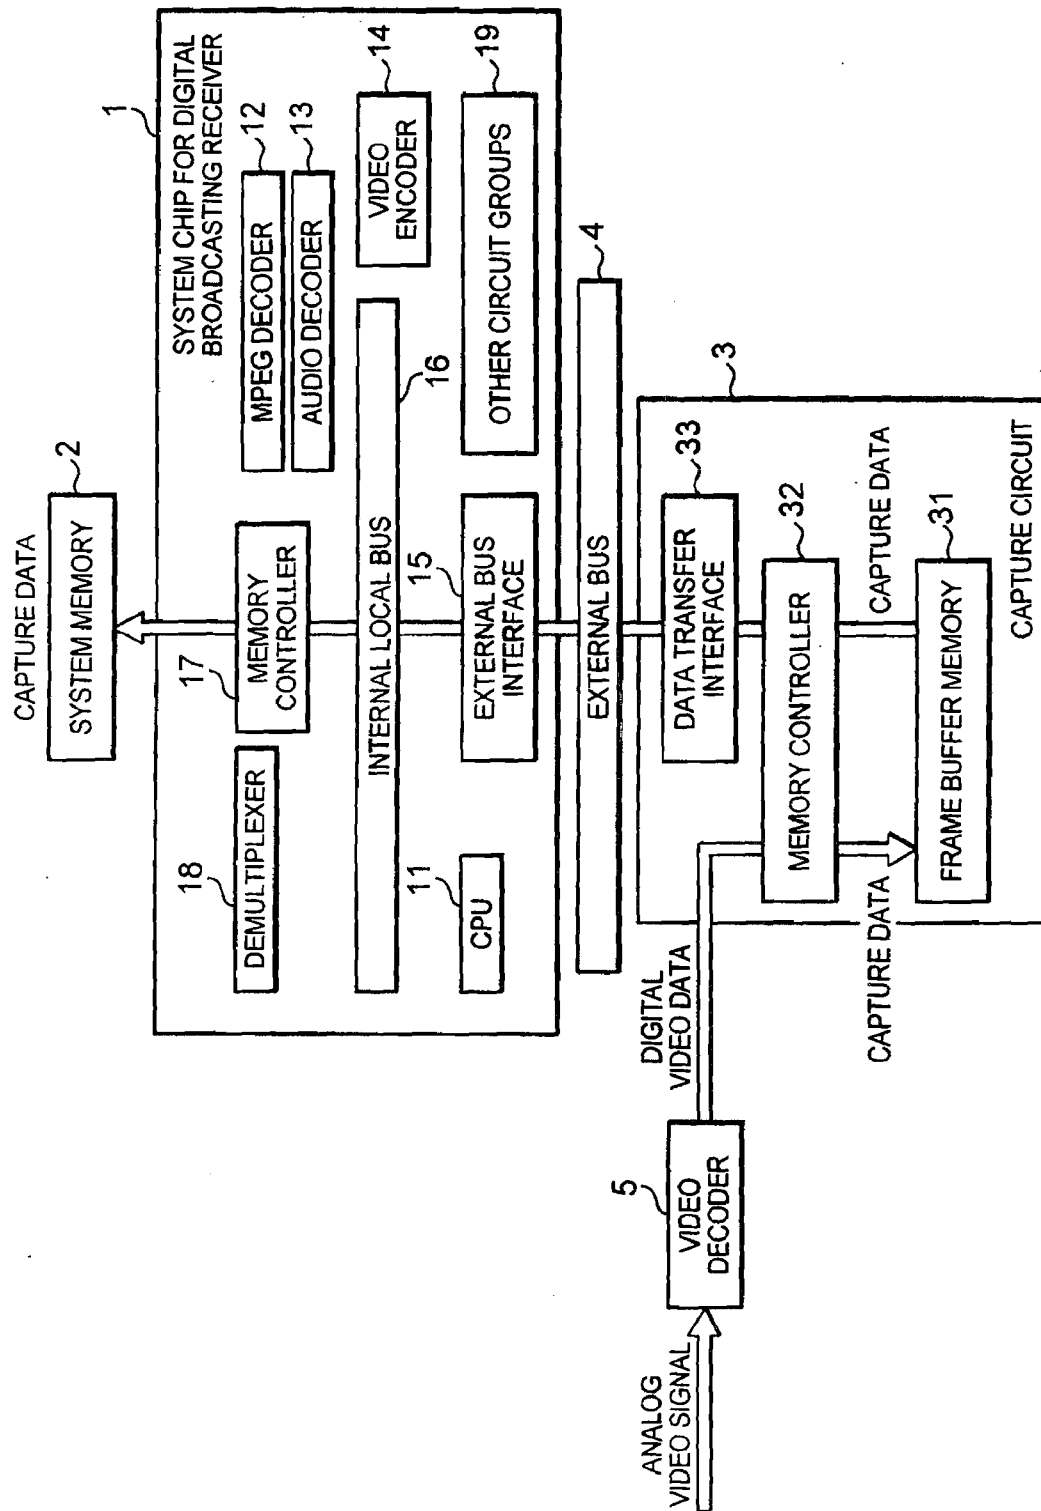 CAPTURE DATA
SYSTEM MEMORY
2
1
SYSTEM CHIP FOR DIGITAL
BROADCASTING RECEIVER
18
DEMULTIPLEXER
17
MEMORY
CONTROLLER
MPEG DECODER
12
AUDIO DECODER
13
INTERNAL LOCAL BUS
16
VIDEO
ENCODER
14
11
CPU
15
EXTERNAL BUS
INTERFACE
OTHER CIRCUIT GROUPS
19
EXTERNAL BUS
4
3
DATA TRANSFER
INTERFACE
33
MEMORY CONTROLLER
32
CAPTURE DATA
CAPTURE DATA
FRAME BUFFER MEMORY
31
CAPTURE CIRCUIT
DIGITAL
VIDEO DATA
5
VIDEO
DECODER
ANALOG
VIDEO SIGNAL